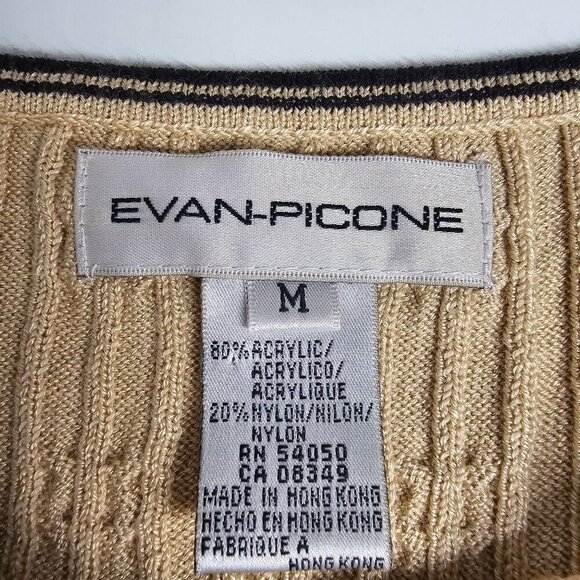 EVAN-PICONE
M
80% ACRYLIC/
ACRYLICO/
ACRYLIQUE
20% NYLON/NILON/
NYLON
RN 54050
CA 08349
MADE IN HONG KONG
HECHO EN HONG KONG
FABRIQUE A
HONG KONG